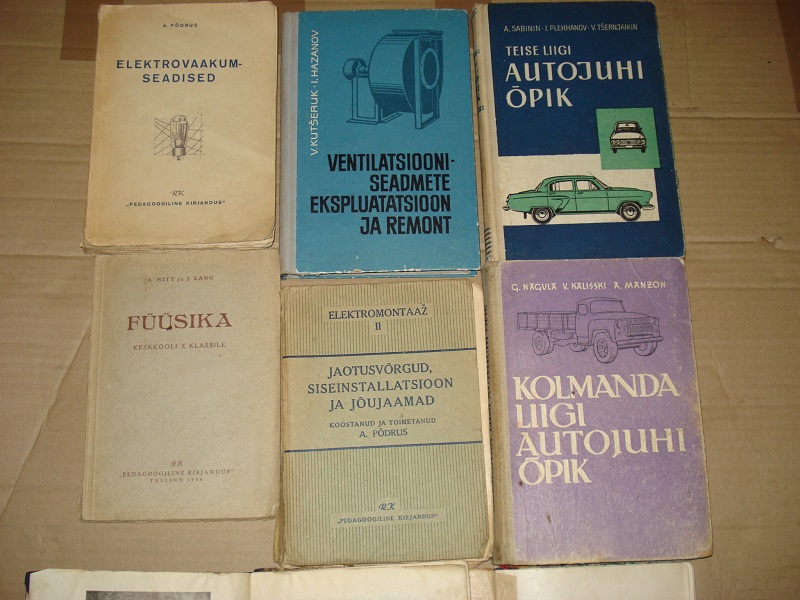 A. PÕDRUS
ELEKTROVAAKUM-
SEADISED
RK
„PEDAGOOGILINE KIRJANDUS"
V. KUTŠERUK · I. HAZANOV
VENTILATSIOONI-
SEADMETE
EKSPLUATATSIOON
JA REMONT
A. SABININ · I. PLEHHANOV · V. TŠERNJAIKIN
TEISE LIIGI
AUTOJUHI
ÕPIK
A. MITT ja J. LANG
FÜÜSIKA
KESKKOOLI X KLASSILE
RK
„PEDAGOOGILINE KIRJANDUS"
TALLINN 1946
ELEKTROMONTAAŽ
II
JAOTUSVÕRGUD,
SISEINSTALLATSIOON
JA JÕUJAAMAD
KOOSTANUD JA TOIMETANUD
A. PÕDRUS
RK
„PEDAGOOGILINE KIRJANDUS"
G. NAGULA V. KALISSKI A. MANZON
KOLMANDA
LIIGI
AUTOJUHI
ÕPIK